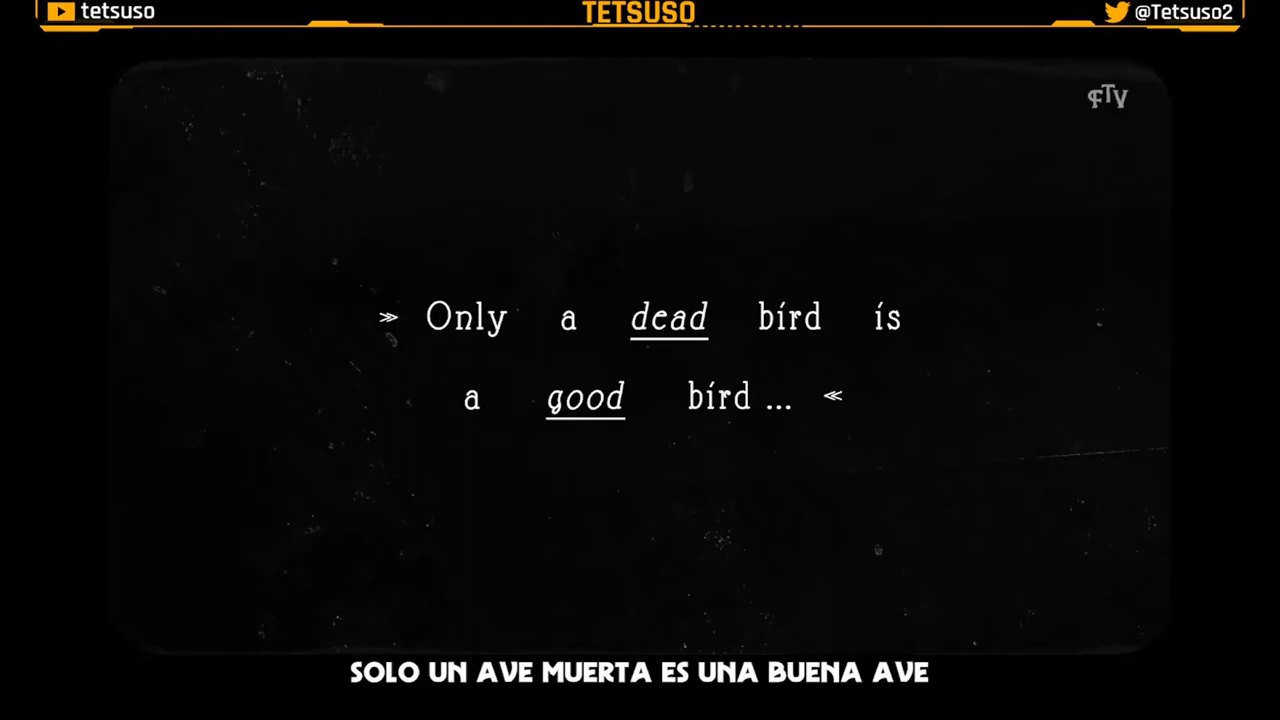 tetsuso
TETSUSO
@Tetsuso2
FTV
» Only a dead bírd ís
a good bírd ... «
SOLO UN AVE MUERTA ES UNA BUENA AVE